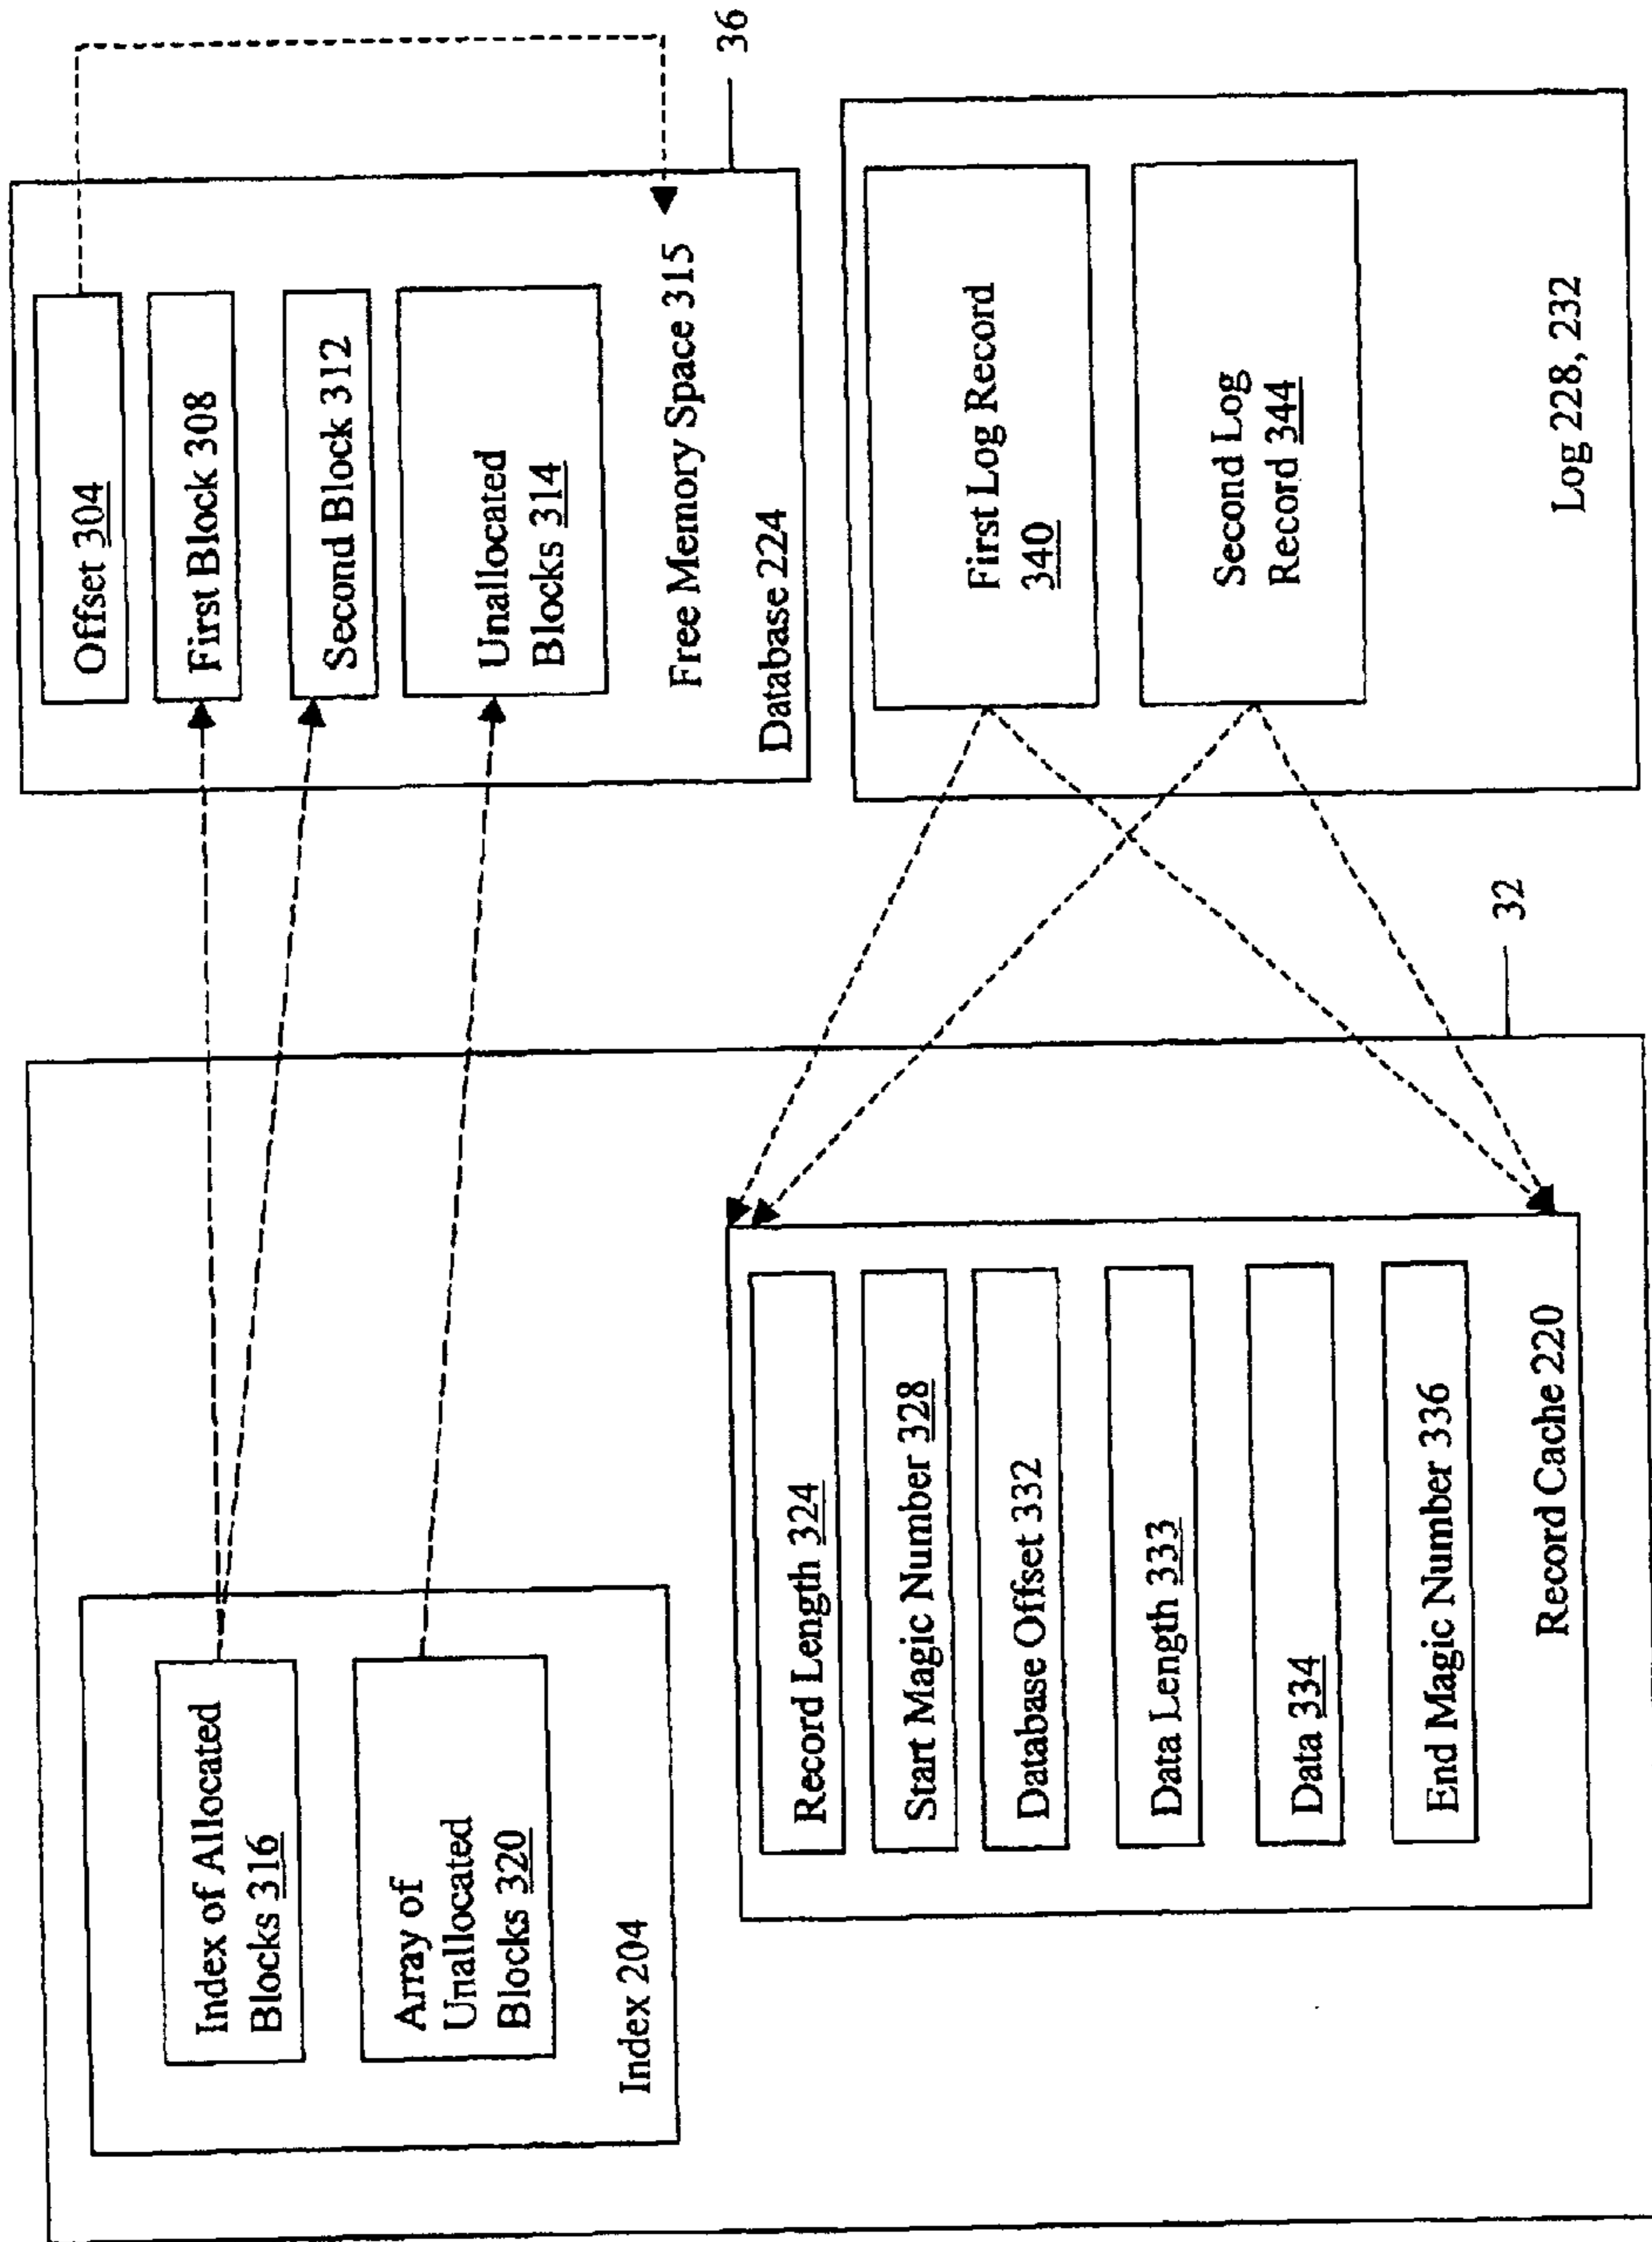 Index of Allocated
Blocks 316
Array of
Unallocated
Blocks 320
Index 204
Record Length 324
Start Magic Number 328
Database Offset 332
Data Length 333
Data 334
End Magic Number 336
Record Cache 220
32
Offset 304
First Block 308
Second Block 312
Unallocated
Blocks 314
Free Memory Space 315
Database 224
36
First Log Record
340
Second Log
Record 344
Log 228, 232